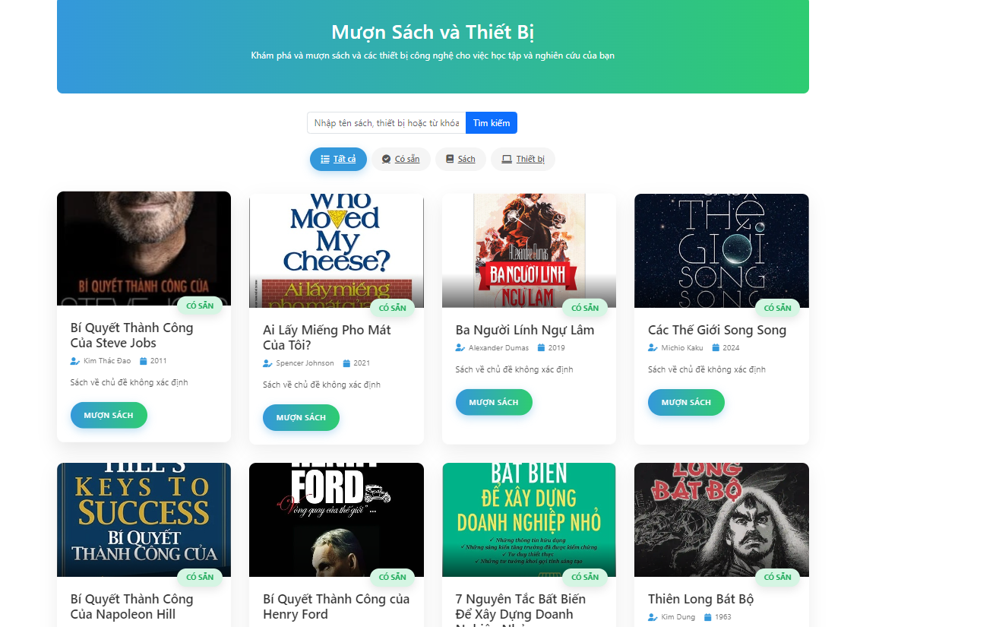 Mượn Sách và Thiết Bị
Khám phá và mượn sách và các thiết bị công nghệ cho việc học tập và nghiên cứu của bạn
Nhập tên sách, thiết bị hoặc từ khóa
Tìm kiếm
Tất cả
Có sẵn
Sách
Thiết bị
BÍ QUYẾT THÀNH CÔNG CỦA
CÓ SẴN
Bí Quyết Thành Công
Của Steve Jobs
Kim Thác Đao 2011
Sách về chủ đề không xác định
MƯỢN SÁCH
Who
Moved
My
Cheese?
Ai lấy miếng
pho mát của
CÓ SẴN
Ai Lấy Miếng Pho Mát
Của Tôi?
Spencer Johnson 2021
Sách về chủ đề không xác định
MƯỢN SÁCH
Alexandre Dumas
BA NGƯỜI LÍNH
NGỰ LÂM
CÓ SẴN
Ba Người Lính Ngự Lâm
Alexander Dumas 2019
Sách về chủ đề không xác định
MƯỢN SÁCH
THẾ
GIỚI
SONG
SONG
CÓ SẴN
Các Thế Giới Song Song
Michio Kaku 2024
Sách về chủ đề không xác định
MƯỢN SÁCH
HILL'S
KEYS TO
SUCCESS
BÍ QUYẾT
THÀNH CÔNG CỦA
CÓ SẴN
Bí Quyết Thành Công
Của Napoleon Hill
HENRY
FORD
"Vòng quay của thế giới" ...
CÓ SẴN
Bí Quyết Thành Công của
Henry Ford
BẤT BIẾN
ĐỂ XÂY DỰNG
DOANH NGHIỆP NHỎ
✓ Những thông tin hữu dụng
✓ Những sáng kiến tăng trưởng đã được kiểm chứng
✓ Tư duy thiết thực
✓ Những tư tưởng khơi gợi tính sáng tạo
CÓ SẴN
7 Nguyên Tắc Bất Biến
Để Xây Dựng Doanh
Nghiệp Nhỏ
LONG
BÁT BỘ
CÓ SẴN
Thiên Long Bát Bộ
Kim Dung 1963